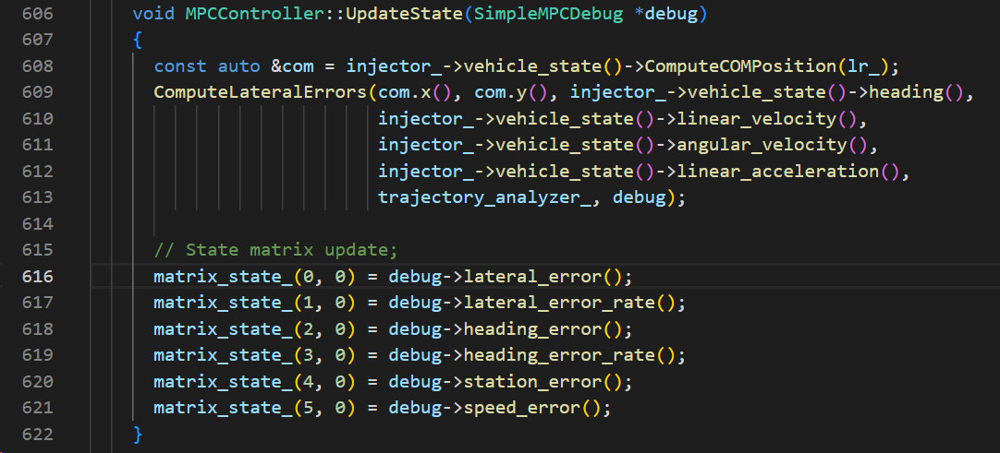 606 void MPCController::UpdateState(SimpleMPCDebug *debug)
607 {
608 const auto &com = injector_->vehicle_state()->ComputeCOMPosition(lr_);
609 ComputeLateralErrors(com.x(), com.y(), injector_->vehicle_state()->heading(),
610 injector_->vehicle_state()->linear_velocity(),
611 injector_->vehicle_state()->angular_velocity(),
612 injector_->vehicle_state()->linear_acceleration(),
613 trajectory_analyzer_, debug);
614
615 // State matrix update;
616 matrix_state_(0, 0) = debug->lateral_error();
617 matrix_state_(1, 0) = debug->lateral_error_rate();
618 matrix_state_(2, 0) = debug->heading_error();
619 matrix_state_(3, 0) = debug->heading_error_rate();
620 matrix_state_(4, 0) = debug->station_error();
621 matrix_state_(5, 0) = debug->speed_error();
622 }